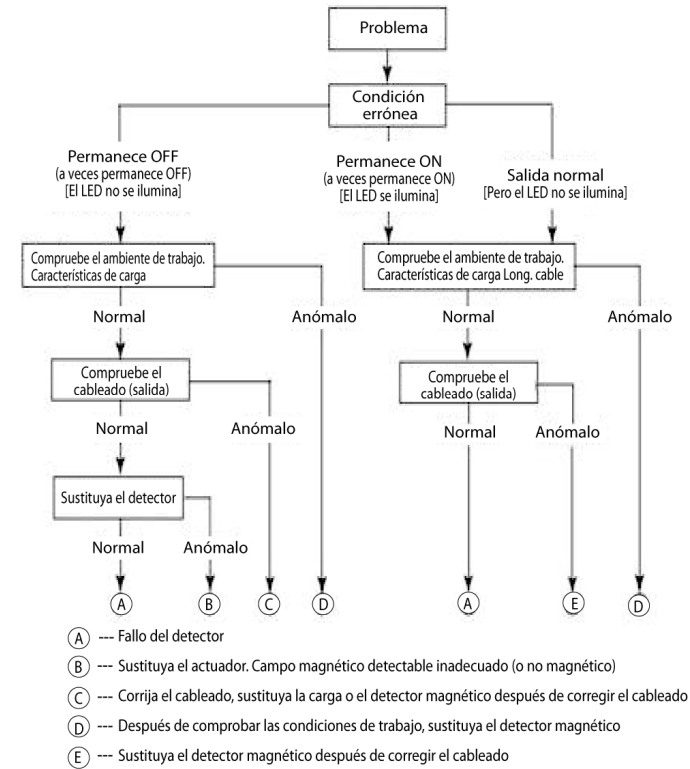 Problema
Condición
errónea
Permanece OFF
(a veces permanece OFF)
[El LED no se ilumina]
Permanece ON
(a veces permanece ON)
[El LED se ilumina]
Salida normal
[Pero el LED no se ilumina]
Compruebe el ambiente de trabajo.
Características de carga
Compruebe el ambiente de trabajo.
Características de carga Long. cable
Normal
Anómalo
Normal
Anómalo
Compruebe el
cableado (salida)
Compruebe el
cableado (salida)
Normal
Anómalo
Normal
Anómalo
Sustituya el detector
Normal
Anómalo
A
B
C
D
A
E
D
A --- Fallo del detector
B --- Sustituya el actuador. Campo magnético detectable inadecuado (o no magnético)
C --- Corrija el cableado, sustituya la carga o el detector magnético después de corregir el cableado
D --- Después de comprobar las condiciones de trabajo, sustituya el detector magnético
E --- Sustituya el detector magnético después de corregir el cableado